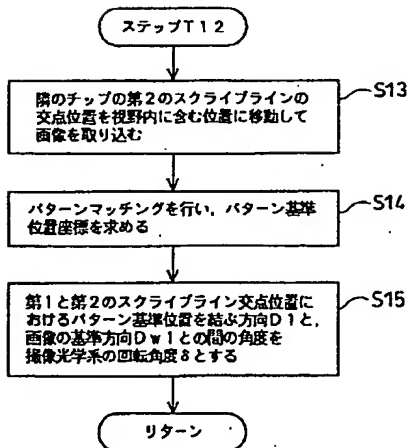 ステップT12
隣のチップの第2のスクライブラインの
交点位置を視野内に含む位置に移動して
画像を取り込む
S13
パターンマッチングを行い，パターン基準
位置座標を求める
S14
第1と第2のスクライブライン交点位置に
おけるパターン基準位置を結ぶ方向D1と，
画像の基準方向Dw1との間の角度を
撮像光学系の回転角度δとする
S15
リターン